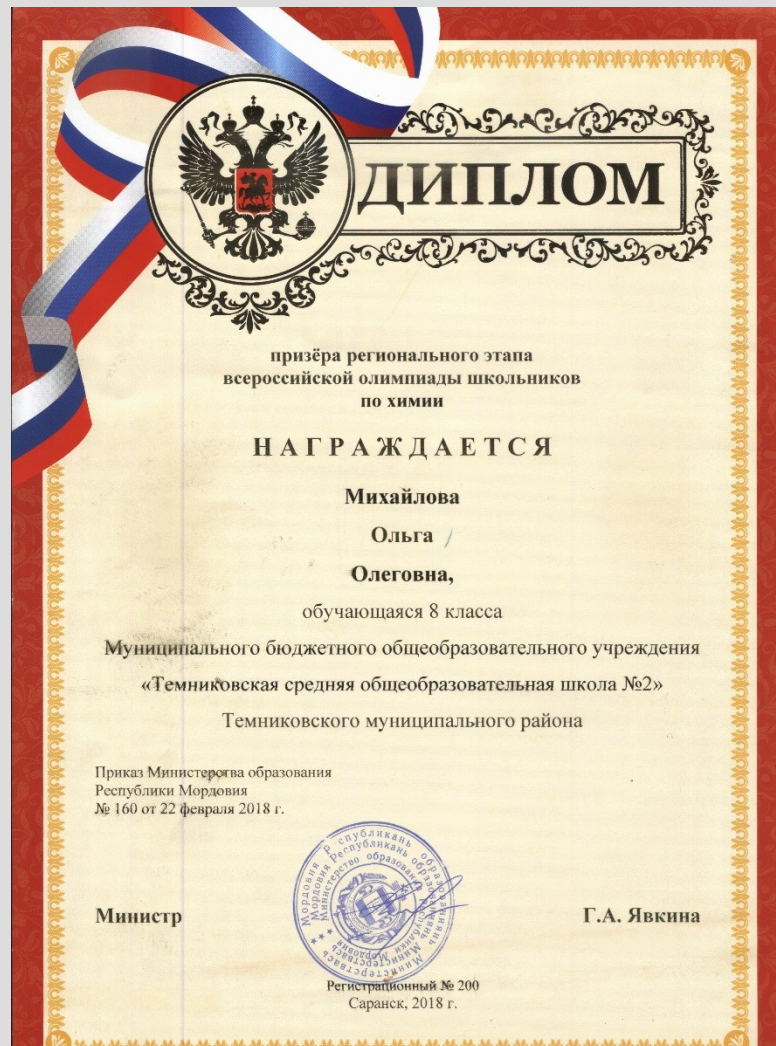 ДИПЛОМ
призёра регионального этапа
всероссийской олимпиады школьников
по химии
НАГРАЖДАЕТСЯ
Михайлова
Ольга
Олеговна,
обучающаяся 8 класса
Муниципального бюджетного общеобразовательного учреждения
«Темниковская средняя общеобразовательная школа №2»
Темниковского муниципального района
Приказ Министерства образования
Республики Мордовия
№ 160 от 22 февраля 2018 г.
Министр
Г.А. Явкина
Регистрационный № 200
Саранск, 2018 г.